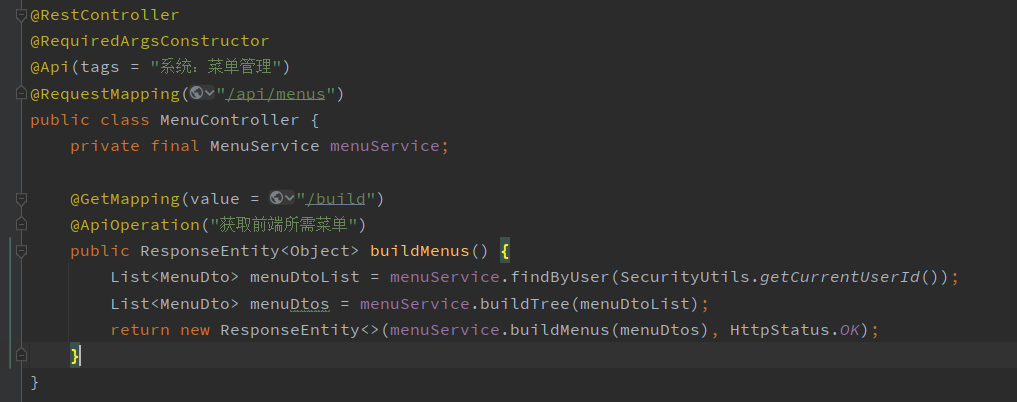 @RestController
@RequiredArgsConstructor
@Api(tags = "系统：菜单管理")
@RequestMapping("/api/menus")
public class MenuController {
    private final MenuService menuService;
    @GetMapping(value = "/build")
    @ApiOperation("获取前端所需菜单")
    public ResponseEntity<Object> buildMenus() {
        List<MenuDto> menuDtoList = menuService.findByUser(SecurityUtils.getCurrentUserId());
        List<MenuDto> menuDtos = menuService.buildTree(menuDtoList);
        return new ResponseEntity<>(menuService.buildMenus(menuDtos), HttpStatus.OK);
    }
}